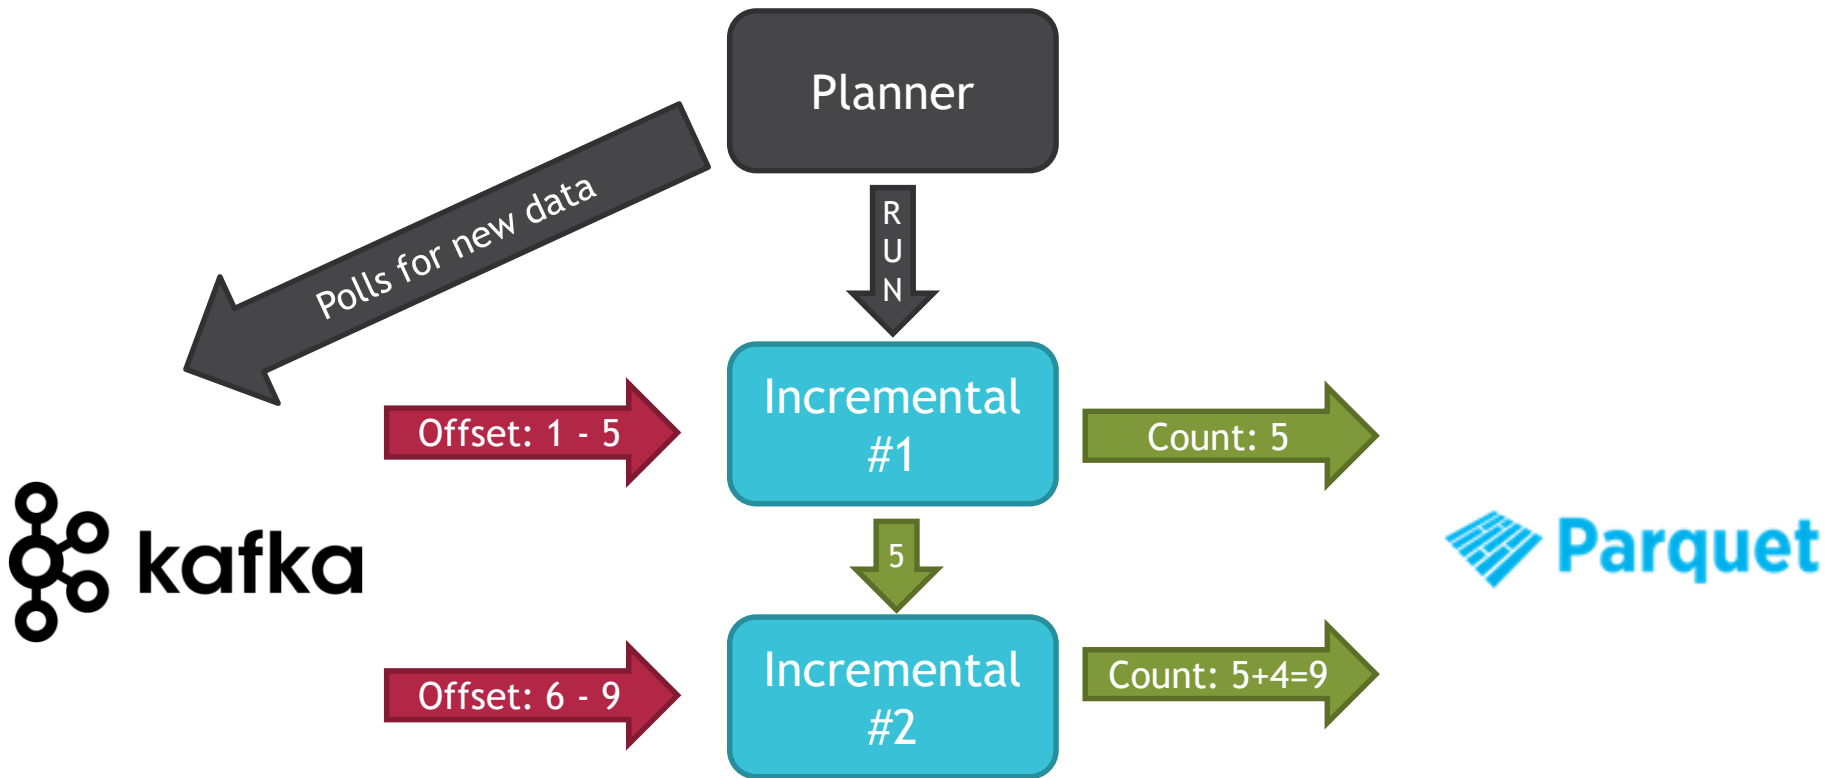 Planner
Polls for new data
R
U
N
Incremental
#1
Offset: 1 - 5
Count: 5
kafka
5
Parquet
Incremental
#2
Offset: 6 - 9
Count: 5+4=9